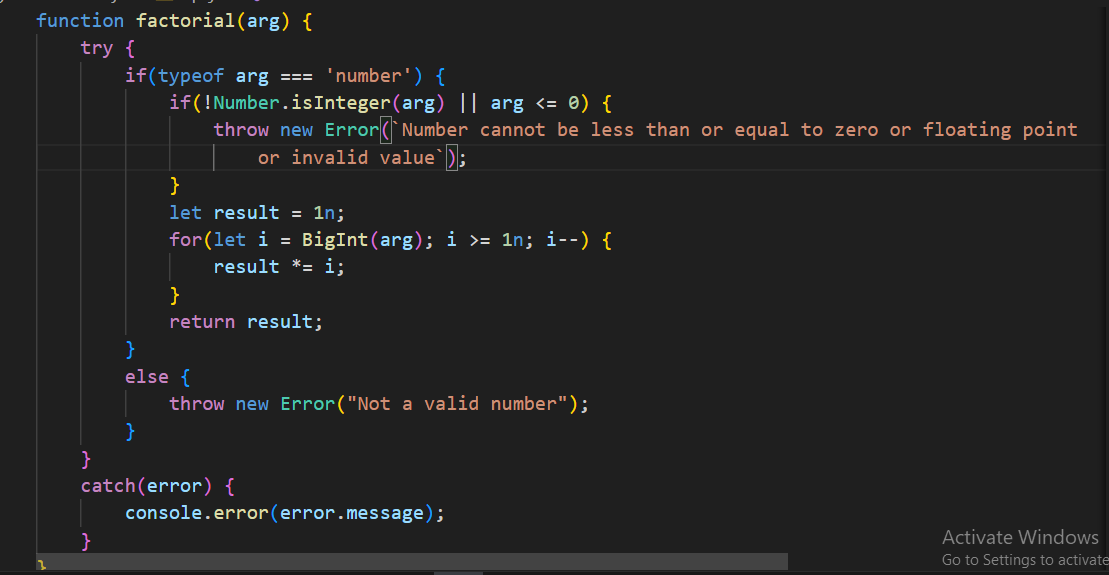 function factorial(arg) {
    try {
        if(typeof arg === 'number') {
            if(!Number.isInteger(arg) || arg <= 0) {
                throw new Error(`Number cannot be less than or equal to zero or floating point
                    or invalid value`);
            }
            let result = 1n;
            for(let i = BigInt(arg); i >= 1n; i--) {
                result *= i;
            }
            return result;
        }
        else {
            throw new Error("Not a valid number");
        }
    }
    catch(error) {
        console.error(error.message);
    }
}
Activate Windows
Go to Settings to activate